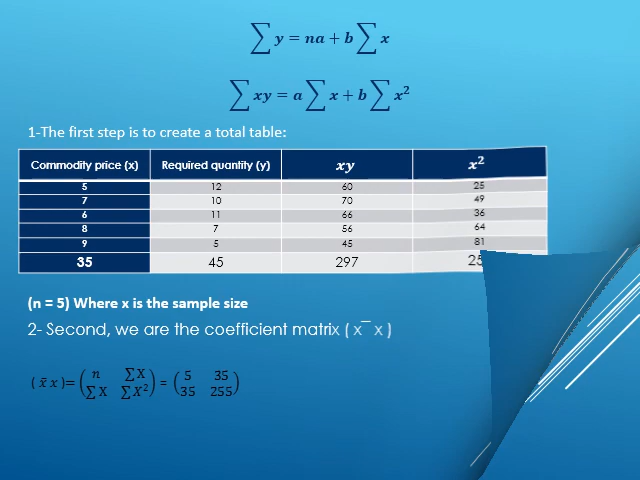 ∑ y = na + b ∑ x
∑ xy = a ∑ x + b ∑ x²
1-The first step is to create a total table:
Commodity price (x) Required quantity (y) xy x²
5 12 60 25
7 10 70 49
6 11 66 36
8 7 56 64
9 5 45 81
35 45 297
(n = 5) Where x is the sample size
2- Second, we are the coefficient matrix ( x¯ x )
( x̄ x )= ( n ∑X ) = ( 5 35 )
( ∑X ∑X² ) ( 35 255 )